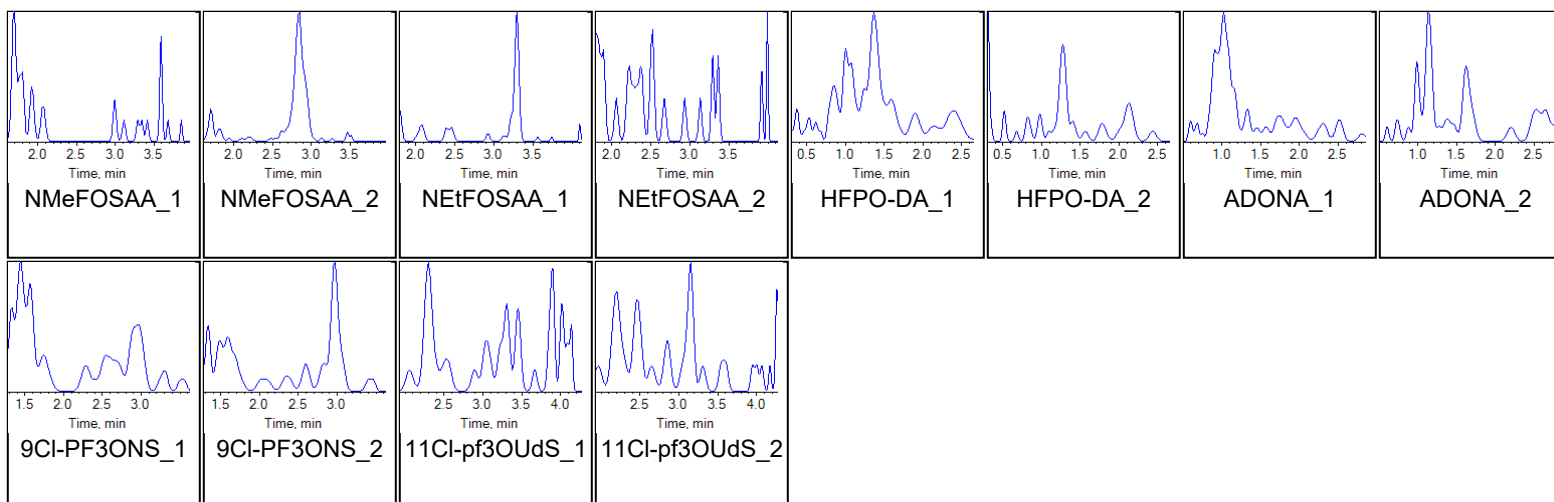 2.0 3.0 3.5 2.0 2.5 3.0 3.5 2.0 2.5 3.0 3.5 2.0 2.5 3.0 3.5 0.5 1.0 1.5 2.0 2.5 0.5 1.0 1.5 2.0 2.5 1.0 1.5 2.0 2.5 1.0 1.5 2.0 2.5
Time, min Time, min Time, min Time, min Time, min Time, min Time, min Time, min
NMeFOSAA_1 NMeFOSAA_2 NEtFOSAA_1 NEtFOSAA_2 HFPO-DA_1 HFPO-DA_2 ADONA_1 ADONA_2
1.5 2.0 2.5 3.0 1.5 2.0 2.5 3.0 2.5 3.0 3.5 4.0 2.5 3.0 3.5 4.0
Time, min Time, min Time, min Time, min
9Cl-PF3ONS_1 9Cl-PF3ONS_2 11Cl-pf3OUdS_1 11Cl-pf3OUdS_2